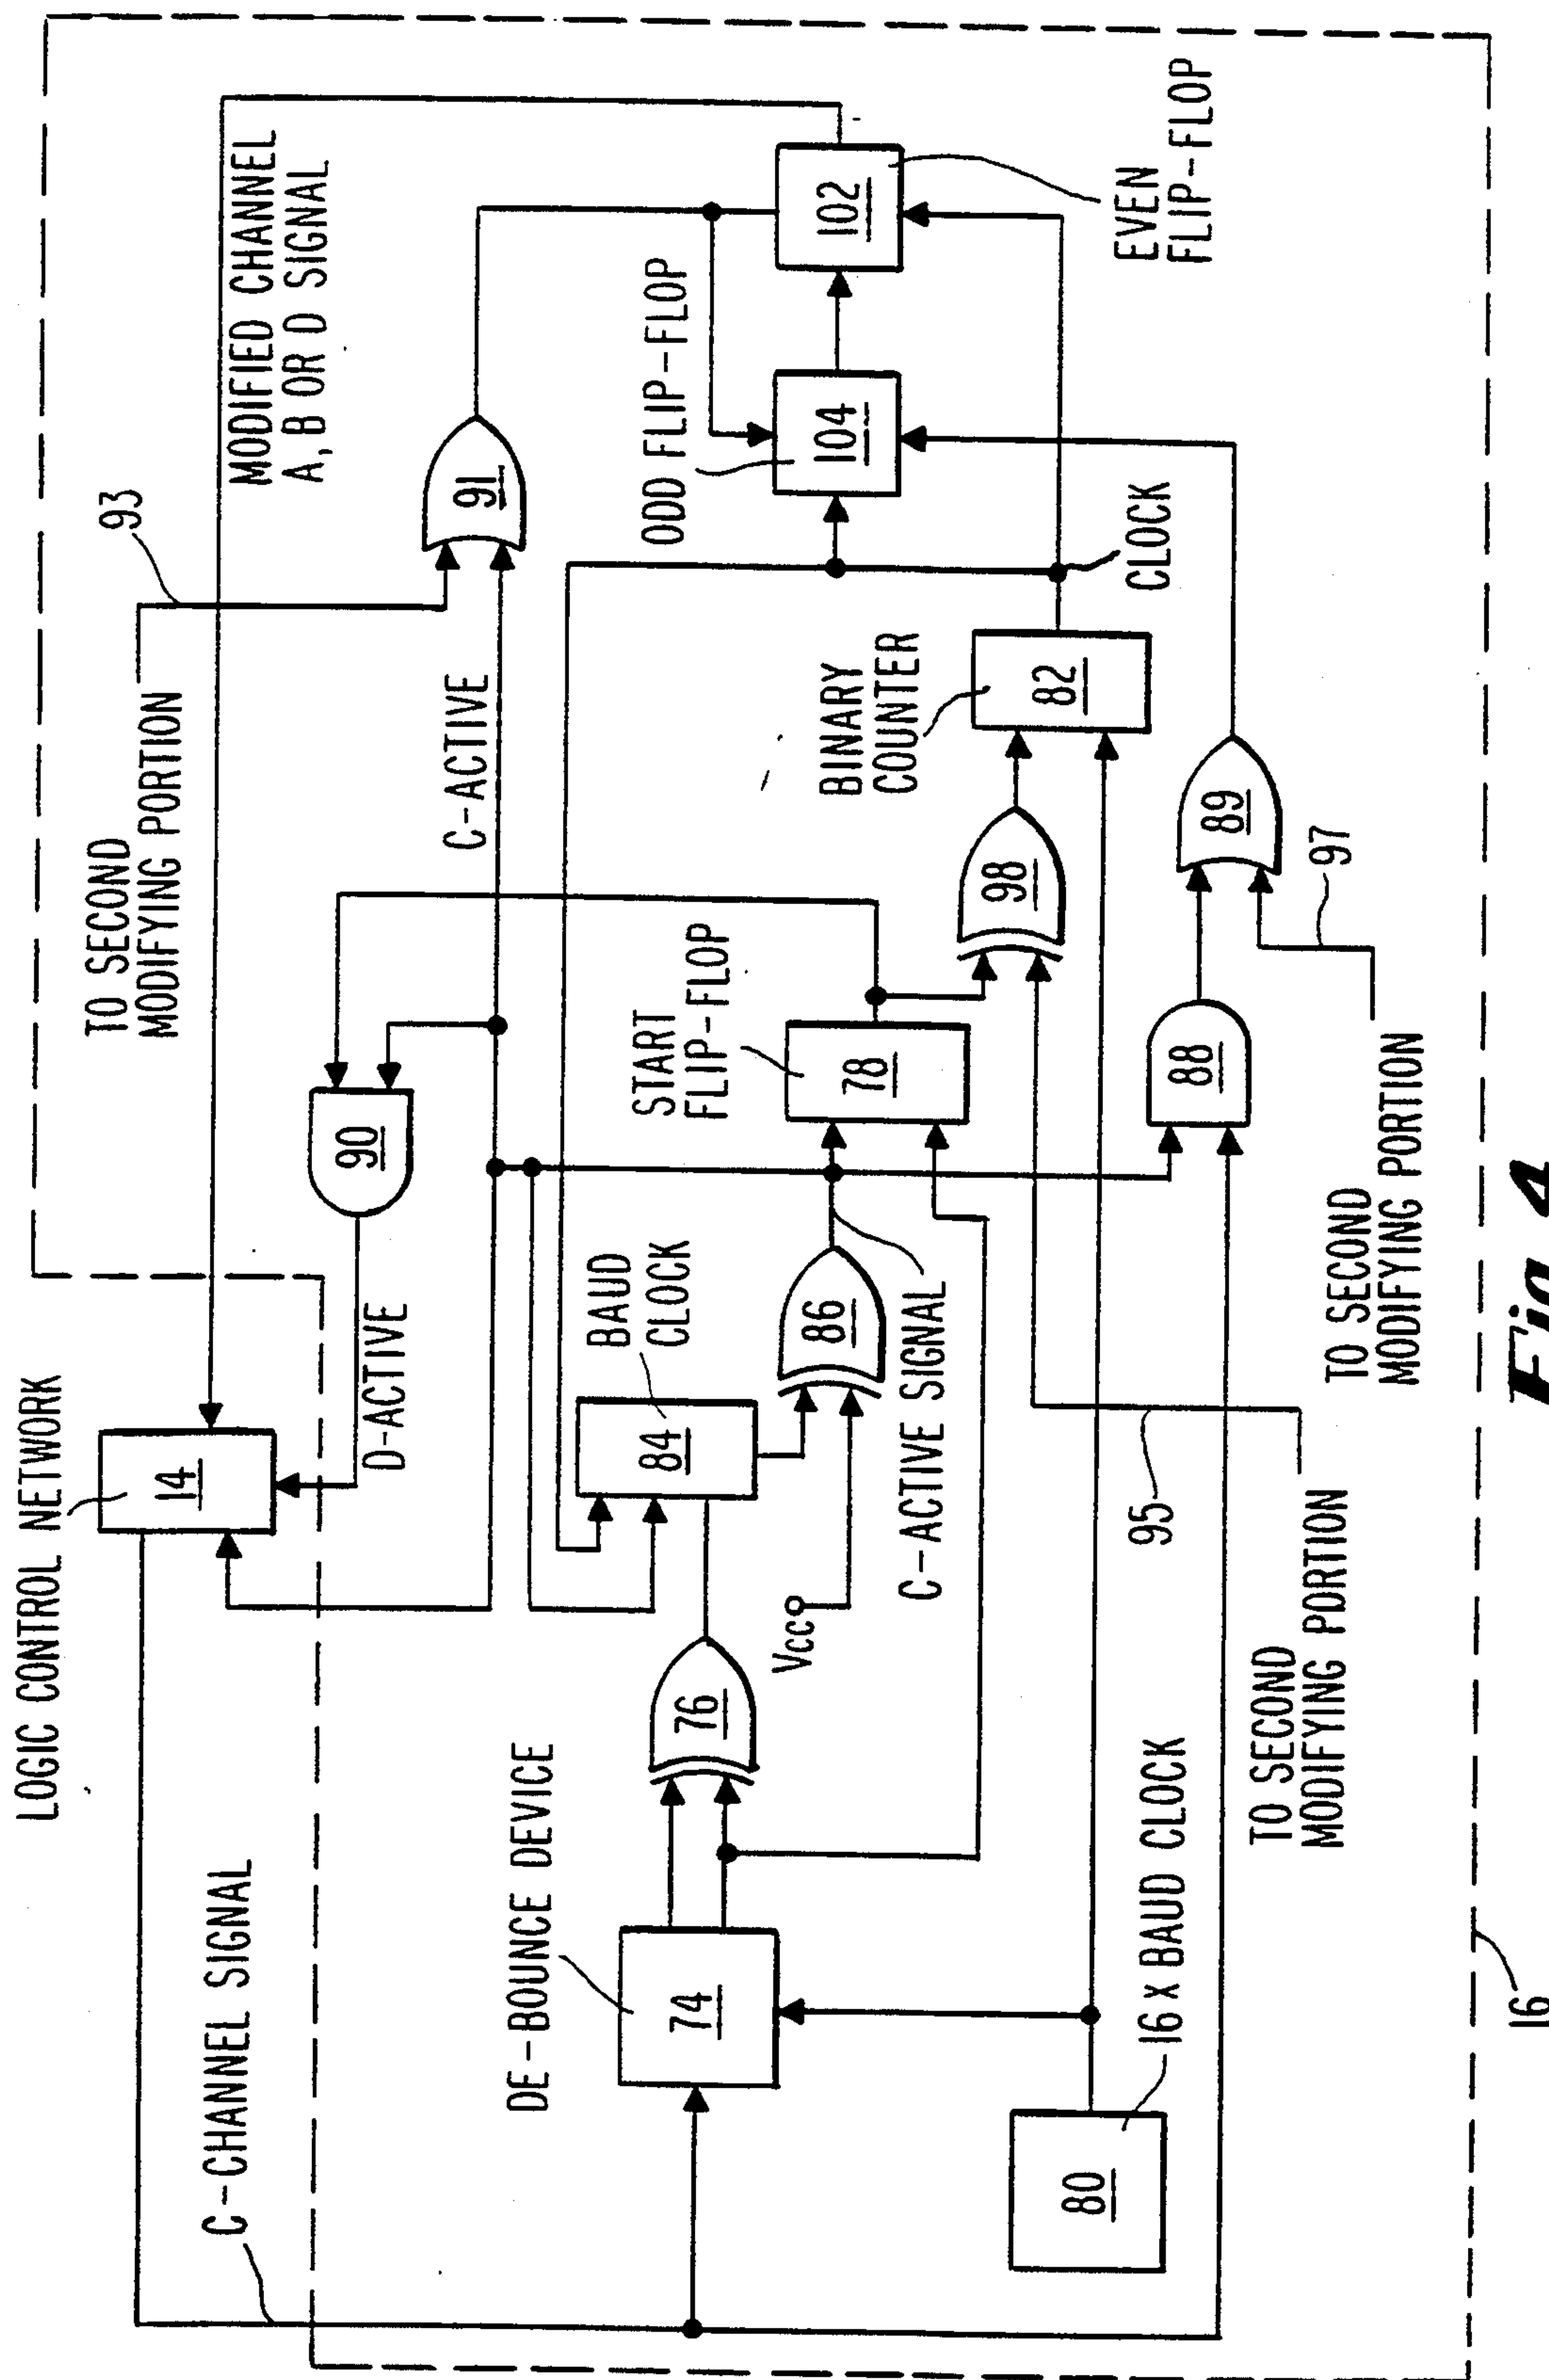 LOGIC CONTROL NETWORK
14
C-CHANNEL SIGNAL
D-ACTIVE
90
TO SECOND
MODIFYING PORTION
93
MODIFIED CHANNEL
A, B OR D SIGNAL
C-ACTIVE
91
DE-BOUNCE DEVICE
74
76
BAUD
CLOCK
84
Vcc
86
C-ACTIVE SIGNAL
START
FLIP-FLOP
78
98
BINARY
COUNTER
82
CLOCK
ODD FLIP-FLOP
104
102
EVEN
FLIP-FLOP
80
16 x BAUD CLOCK
95
TO SECOND
MODIFYING PORTION
88
89
97
TO SECOND
MODIFYING PORTION
16
Fig. 4